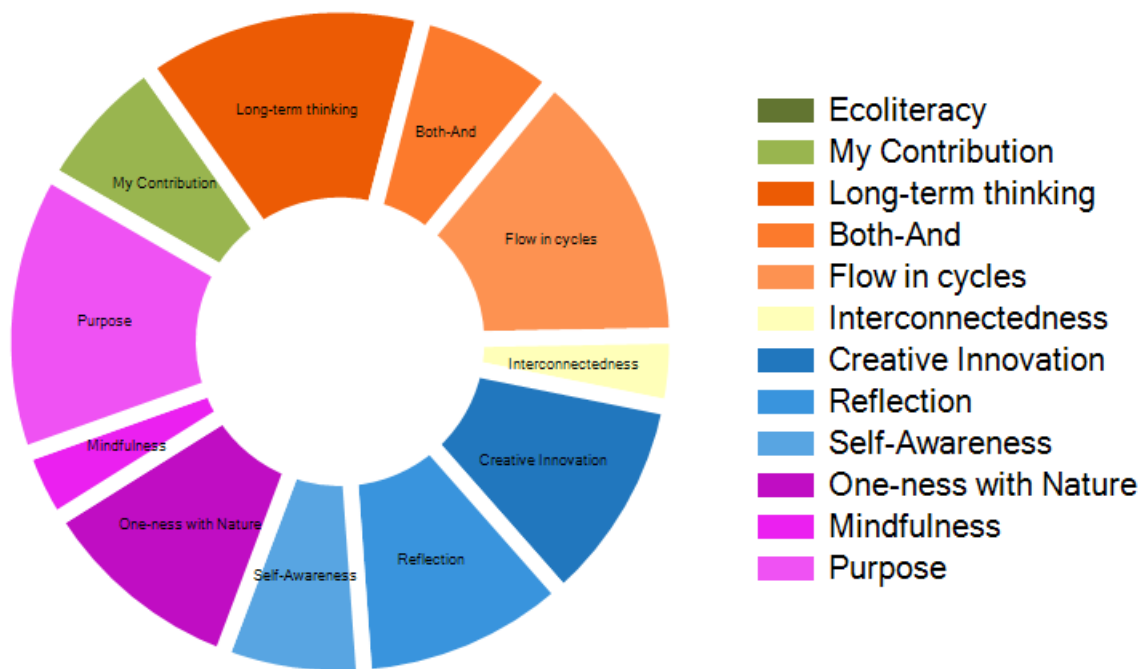 Long-term thinking
Both-And
My Contribution
Flow in cycles
Purpose
Interconnectedness
Mindfulness
Creative Innovation
One-ness with Nature
Reflection
Self-Awareness
Ecoliteracy
My Contribution
Long-term thinking
Both-And
Flow in cycles
Interconnectedness
Creative Innovation
Reflection
Self-Awareness
One-ness with Nature
Mindfulness
Purpose